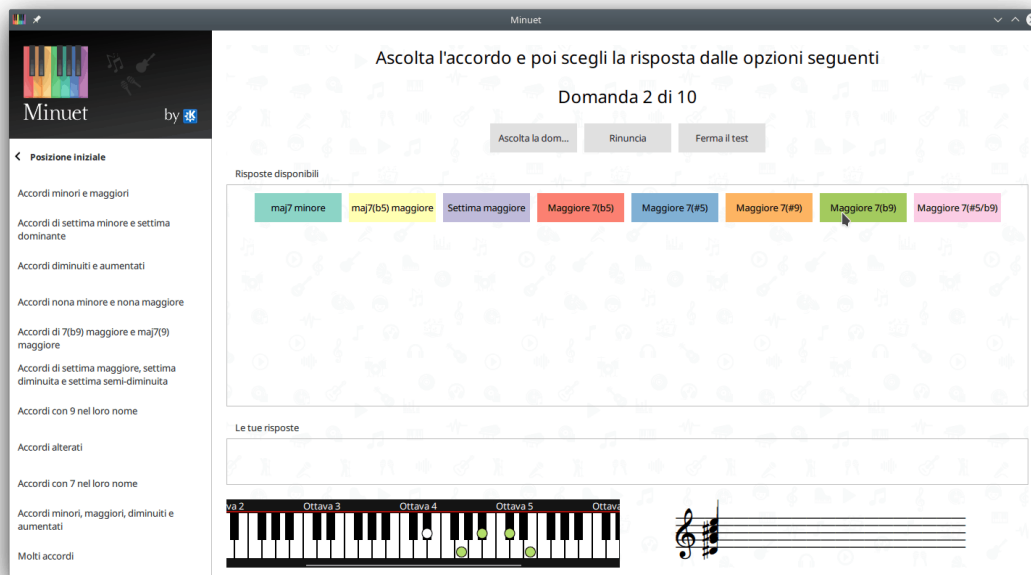 Minuet
Minuet
by
Posizione iniziale
Accordi minori e maggiori
Accordi di settima minore e settima
dominante
Accordi diminuiti e aumentati
Accordi nona minore e nona maggiore
Accordi di 7(b9) maggiore e maj7(9)
maggiore
Accordi di settima maggiore, settima
diminuita e settima semi-diminuita
Accordi con 9 nel loro nome
Accordi alterati
Accordi con 7 nel loro nome
Accordi minori, maggiori, diminuiti e
aumentati
Molti accordi
Ascolta l'accordo e poi scegli la risposta dalle opzioni seguenti
Domanda 2 di 10
Ascolta la dom...
Rinuncia
Ferma il test
Risposte disponibili
maj7 minore
maj7(b5) maggiore
Settima maggiore
Maggiore 7(b5)
Maggiore 7(#5)
Maggiore 7(#9)
Maggiore 7(b9)
Maggiore 7(#5/b9)
Le tue risposte
va 2
Ottava 3
Ottava 4
Ottava 5
Ottava